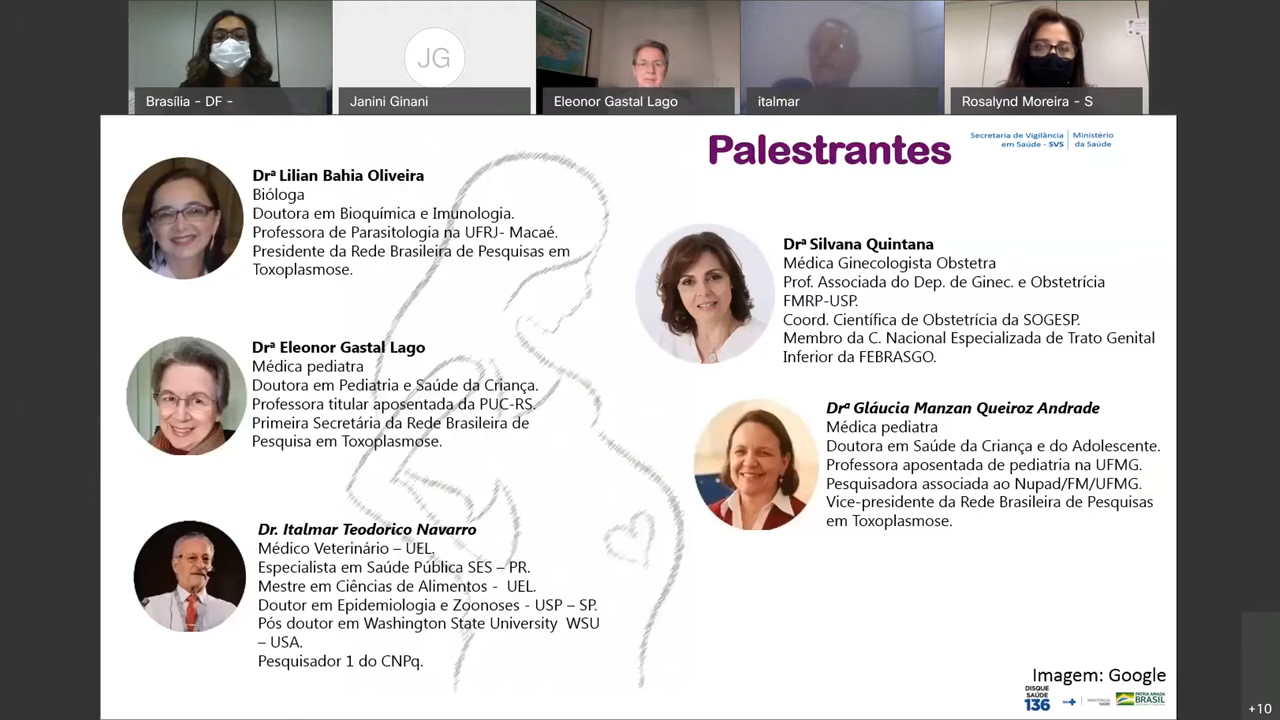 Brasília - DF -
JG
Janini Ginani
Eleonor Gastal Lago
italmar
Rosalynd Moreira - S
Palestrantes
Secretaria de Vigilância
em Saúde - SVS
Ministério
da Saúde
Drª Lilian Bahia Oliveira
Bióloga
Doutora em Bioquímica e Imunologia.
Professora de Parasitologia na UFRJ- Macaé.
Presidente da Rede Brasileira de Pesquisas em
Toxoplasmose.
Drª Eleonor Gastal Lago
Médica pediatra
Doutora em Pediatria e Saúde da Criança.
Professora titular aposentada da PUC-RS.
Primeira Secretária da Rede Brasileira de
Pesquisa em Toxoplasmose.
Dr. Italmar Teodorico Navarro
Médico Veterinário – UEL.
Especialista em Saúde Pública SES – PR.
Mestre em Ciências de Alimentos - UEL.
Doutor em Epidemiologia e Zoonoses - USP – SP.
Pós doutor em Washington State University WSU
– USA.
Pesquisador 1 do CNPq.
Drª Silvana Quintana
Médica Ginecologista Obstetra
Prof. Associada do Dep. de Ginec. e Obstetrícia
FMRP-USP.
Coord. Científica de Obstetrícia da SOGESP.
Membro da C. Nacional Especializada de Trato Genital
Inferior da FEBRASGO.
Drª Gláucia Manzan Queiroz Andrade
Médica pediatra
Doutora em Saúde da Criança e do Adolescente.
Professora aposentada de pediatria na UFMG.
Pesquisadora associada ao Nupad/FM/UFMG.
Vice-presidente da Rede Brasileira de Pesquisas
em Toxoplasmose.
Imagem: Google
DISQUE
SAÚDE
136
SUS
PÁTRIA AMADA
BRASIL
+10